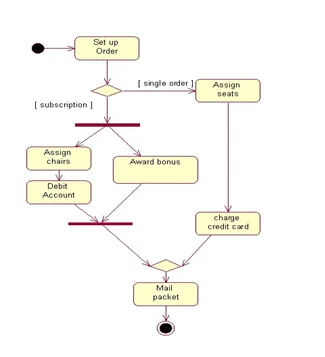 Set up
Order
[ single order ]
Assign
seats
[ subscription ]
Assign
chairs
Award bonus
Debit
Account
charge
credit card
Mail
packet